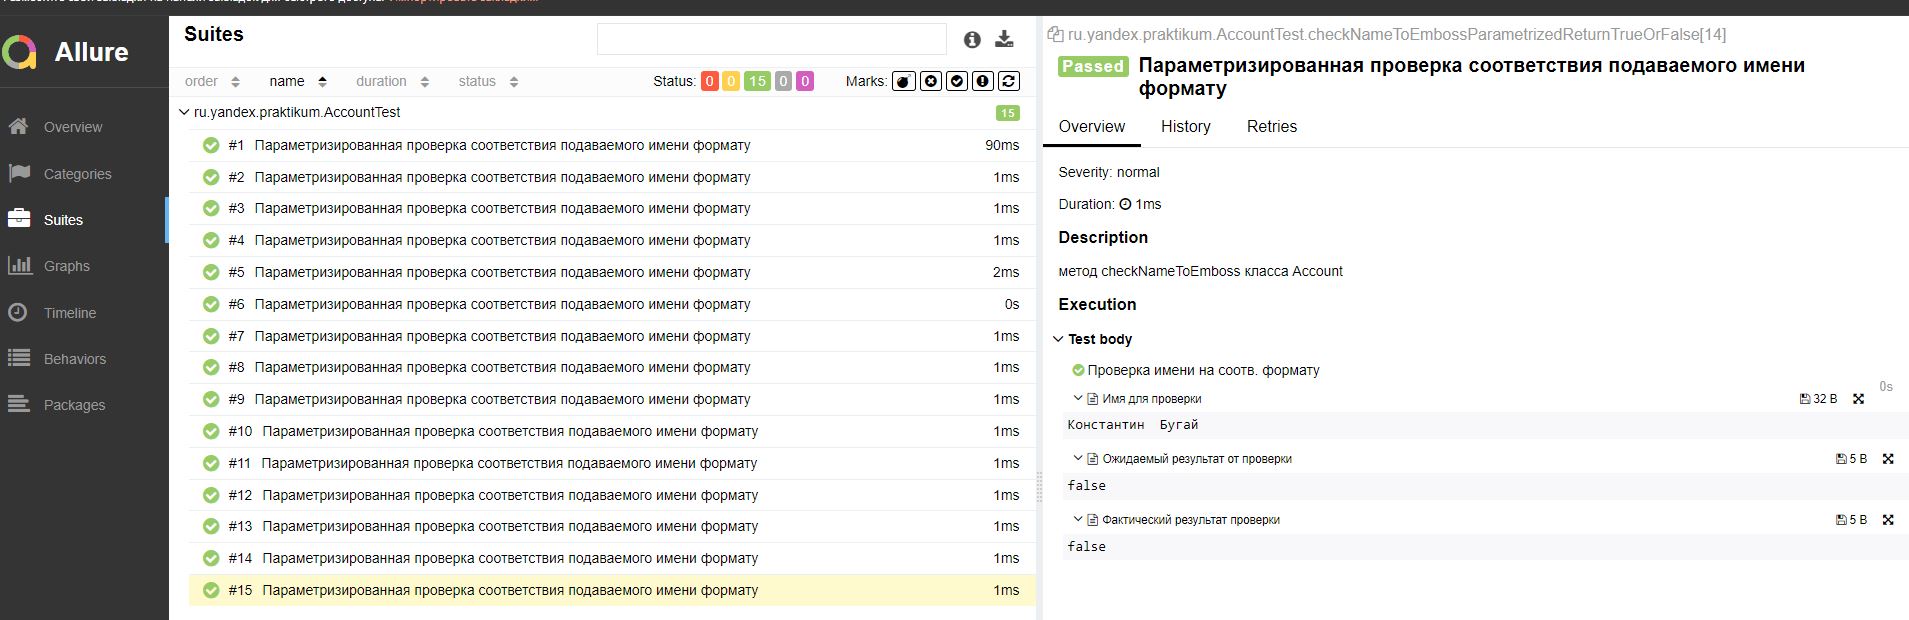 Allure
Overview
Categories
Suites
Graphs
Timeline
Behaviors
Packages
Suites
order name duration status Status: 0 0 15 0 0 Marks:
ru.yandex.praktikum.AccountTest 15
#1 Параметризированная проверка соответствия подаваемого имени формату 90ms
#2 Параметризированная проверка соответствия подаваемого имени формату 1ms
#3 Параметризированная проверка соответствия подаваемого имени формату 1ms
#4 Параметризированная проверка соответствия подаваемого имени формату 1ms
#5 Параметризированная проверка соответствия подаваемого имени формату 2ms
#6 Параметризированная проверка соответствия подаваемого имени формату 0s
#7 Параметризированная проверка соответствия подаваемого имени формату 1ms
#8 Параметризированная проверка соответствия подаваемого имени формату 1ms
#9 Параметризированная проверка соответствия подаваемого имени формату 1ms
#10 Параметризированная проверка соответствия подаваемого имени формату 1ms
#11 Параметризированная проверка соответствия подаваемого имени формату 1ms
#12 Параметризированная проверка соответствия подаваемого имени формату 1ms
#13 Параметризированная проверка соответствия подаваемого имени формату 1ms
#14 Параметризированная проверка соответствия подаваемого имени формату 1ms
#15 Параметризированная проверка соответствия подаваемого имени формату 1ms
ru.yandex.praktikum.AccountTest.checkNameToEmbossParametrizedReturnTrueOrFalse[14]
Passed Параметризированная проверка соответствия подаваемого имени
формату
Overview History Retries
Severity: normal
Duration: 1ms
Description
метод checkNameToEmboss класса Account
Execution
Test body
Проверка имени на соотв. формату
0s
Имя для проверки 32 B
Константин  Бугай
Ожидаемый результат от проверки 5 B
false
Фактический результат проверки 5 B
false